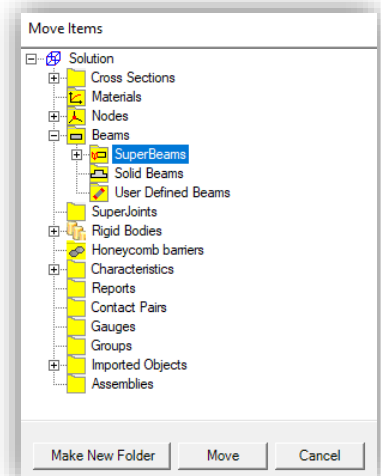 Move Items
Solution
Cross Sections
Materials
Nodes
Beams
SuperBeams
Solid Beams
User Defined Beams
SuperJoints
Rigid Bodies
Honeycomb barriers
Characteristics
Reports
Contact Pairs
Gauges
Groups
Imported Objects
Assemblies
Make New Folder Move Cancel